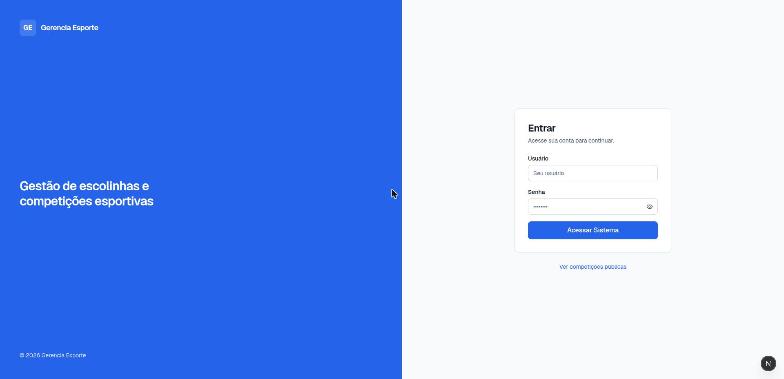 GE Gerencia Esporte
Gestão de escolinhas e
competições esportivas
© 2026 Gerencia Esporte
Entrar
Acesse sua conta para continuar.
Usuário
Seu usuário
Senha
••••••••
Acessar Sistema
Ver competições públicas
N